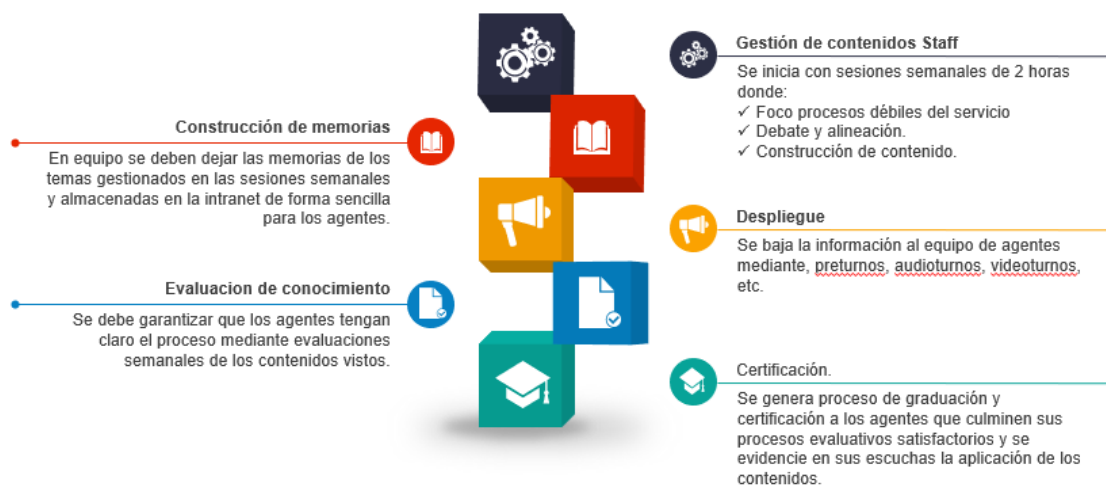 Gestión de contenidos Staff
Se inicia con sesiones semanales de 2 horas
donde:
✓ Foco procesos débiles del servicio
✓ Debate y alineación.
✓ Construcción de contenido.
Construcción de memorias
En equipo se deben dejar las memorias de los
temas gestionados en las sesiones semanales
y almacenadas en la intranet de forma sencilla
para los agentes.
Despliegue
Se baja la información al equipo de agentes
mediante, preturnos, audioturnos, videoturnos,
etc.
Evaluacion de conocimiento
Se debe garantizar que los agentes tengan
claro el proceso mediante evaluaciones
semanales de los contenidos vistos.
Certificación.
Se genera proceso de graduación y
certificación a los agentes que culminen sus
procesos evaluativos satisfactorios y se
evidencie en sus escuchas la aplicación de los
contenidos.